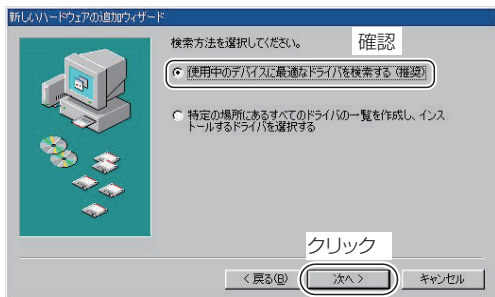 新しいハードウェアの追加ウィザード
検索方法を選択してください。
確認
使用中のデバイスに最適なドライバを検索する (推奨)
特定の場所にあるすべてのドライバの一覧を作成し、インス
トールするドライバを選択する
クリック
< 戻る(B)
次へ >
キャンセル